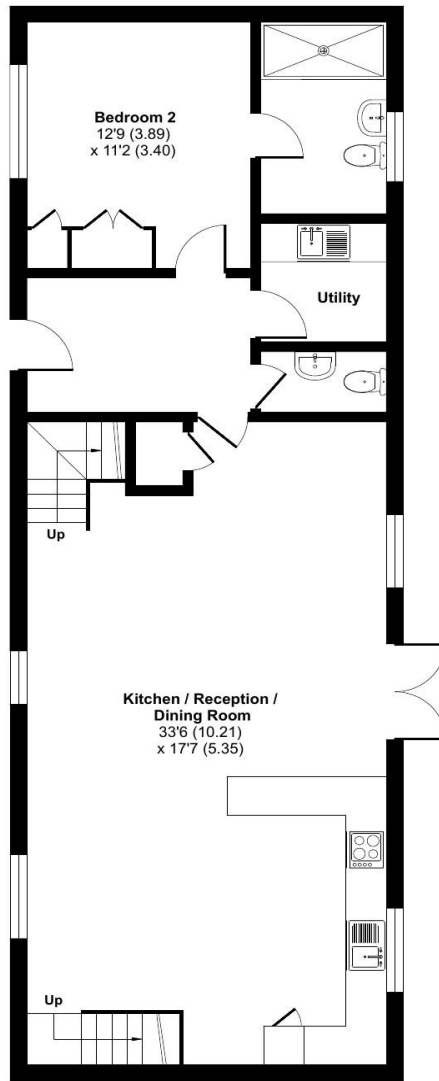 Bedroom 2
12'9 (3.89)
x 11'2 (3.40)
Utility
Up
Kitchen / Reception /
Dining Room
33'6 (10.21)
x 17'7 (5.35)
Up